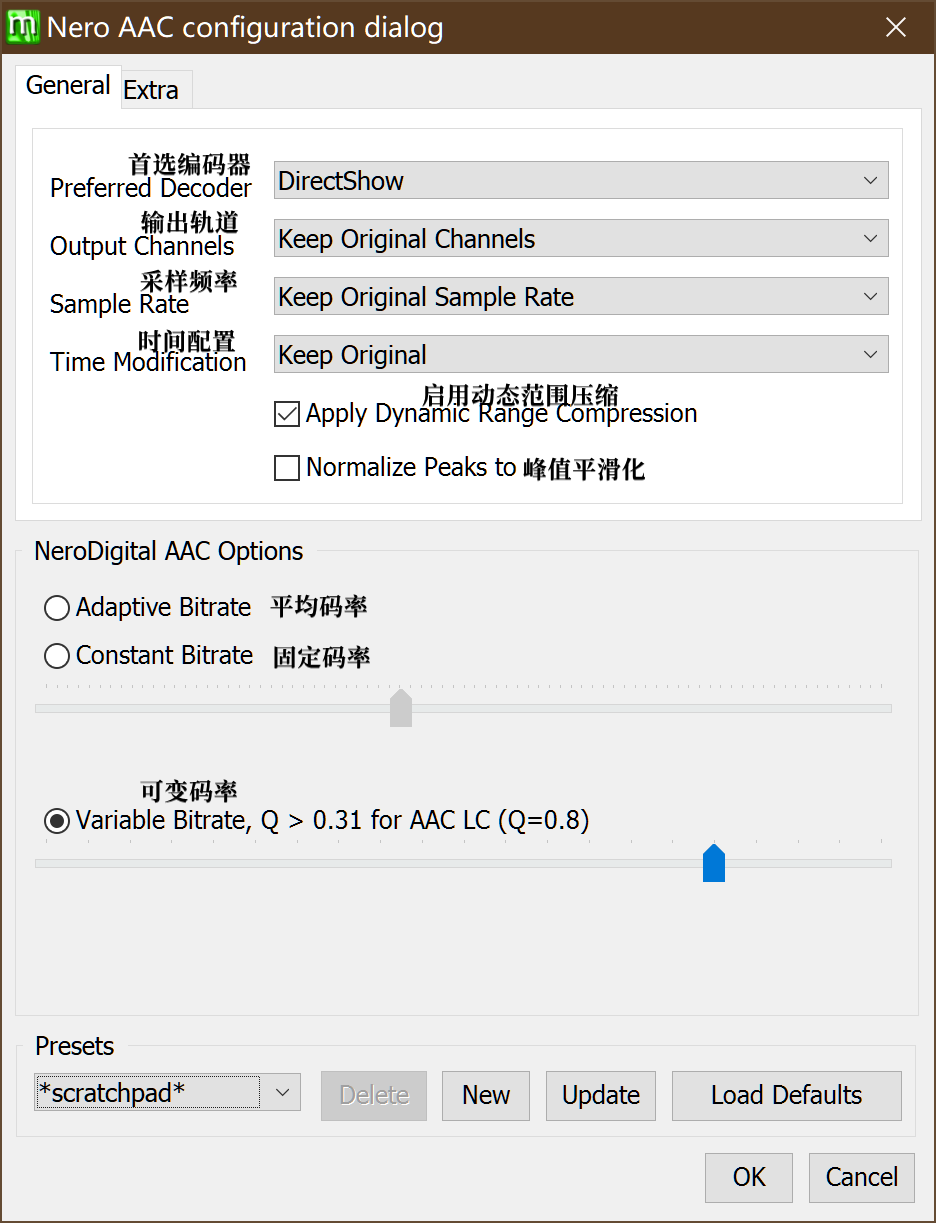 Nero AAC configuration dialog
General
Extra
首选编码器
Preferred Decoder
DirectShow
输出轨道
Output Channels
Keep Original Channels
采样频率
Sample Rate
Keep Original Sample Rate
时间配置
Time Modification
Keep Original
启用动态范围压缩
Apply Dynamic Range Compression
Normalize Peaks to 峰值平滑化
NeroDigital AAC Options
Adaptive Bitrate 平均码率
Constant Bitrate 固定码率
可变码率
Variable Bitrate, Q > 0.31 for AAC LC (Q=0.8)
Presets
*scratchpad*
Delete
New
Update
Load Defaults
OK
Cancel